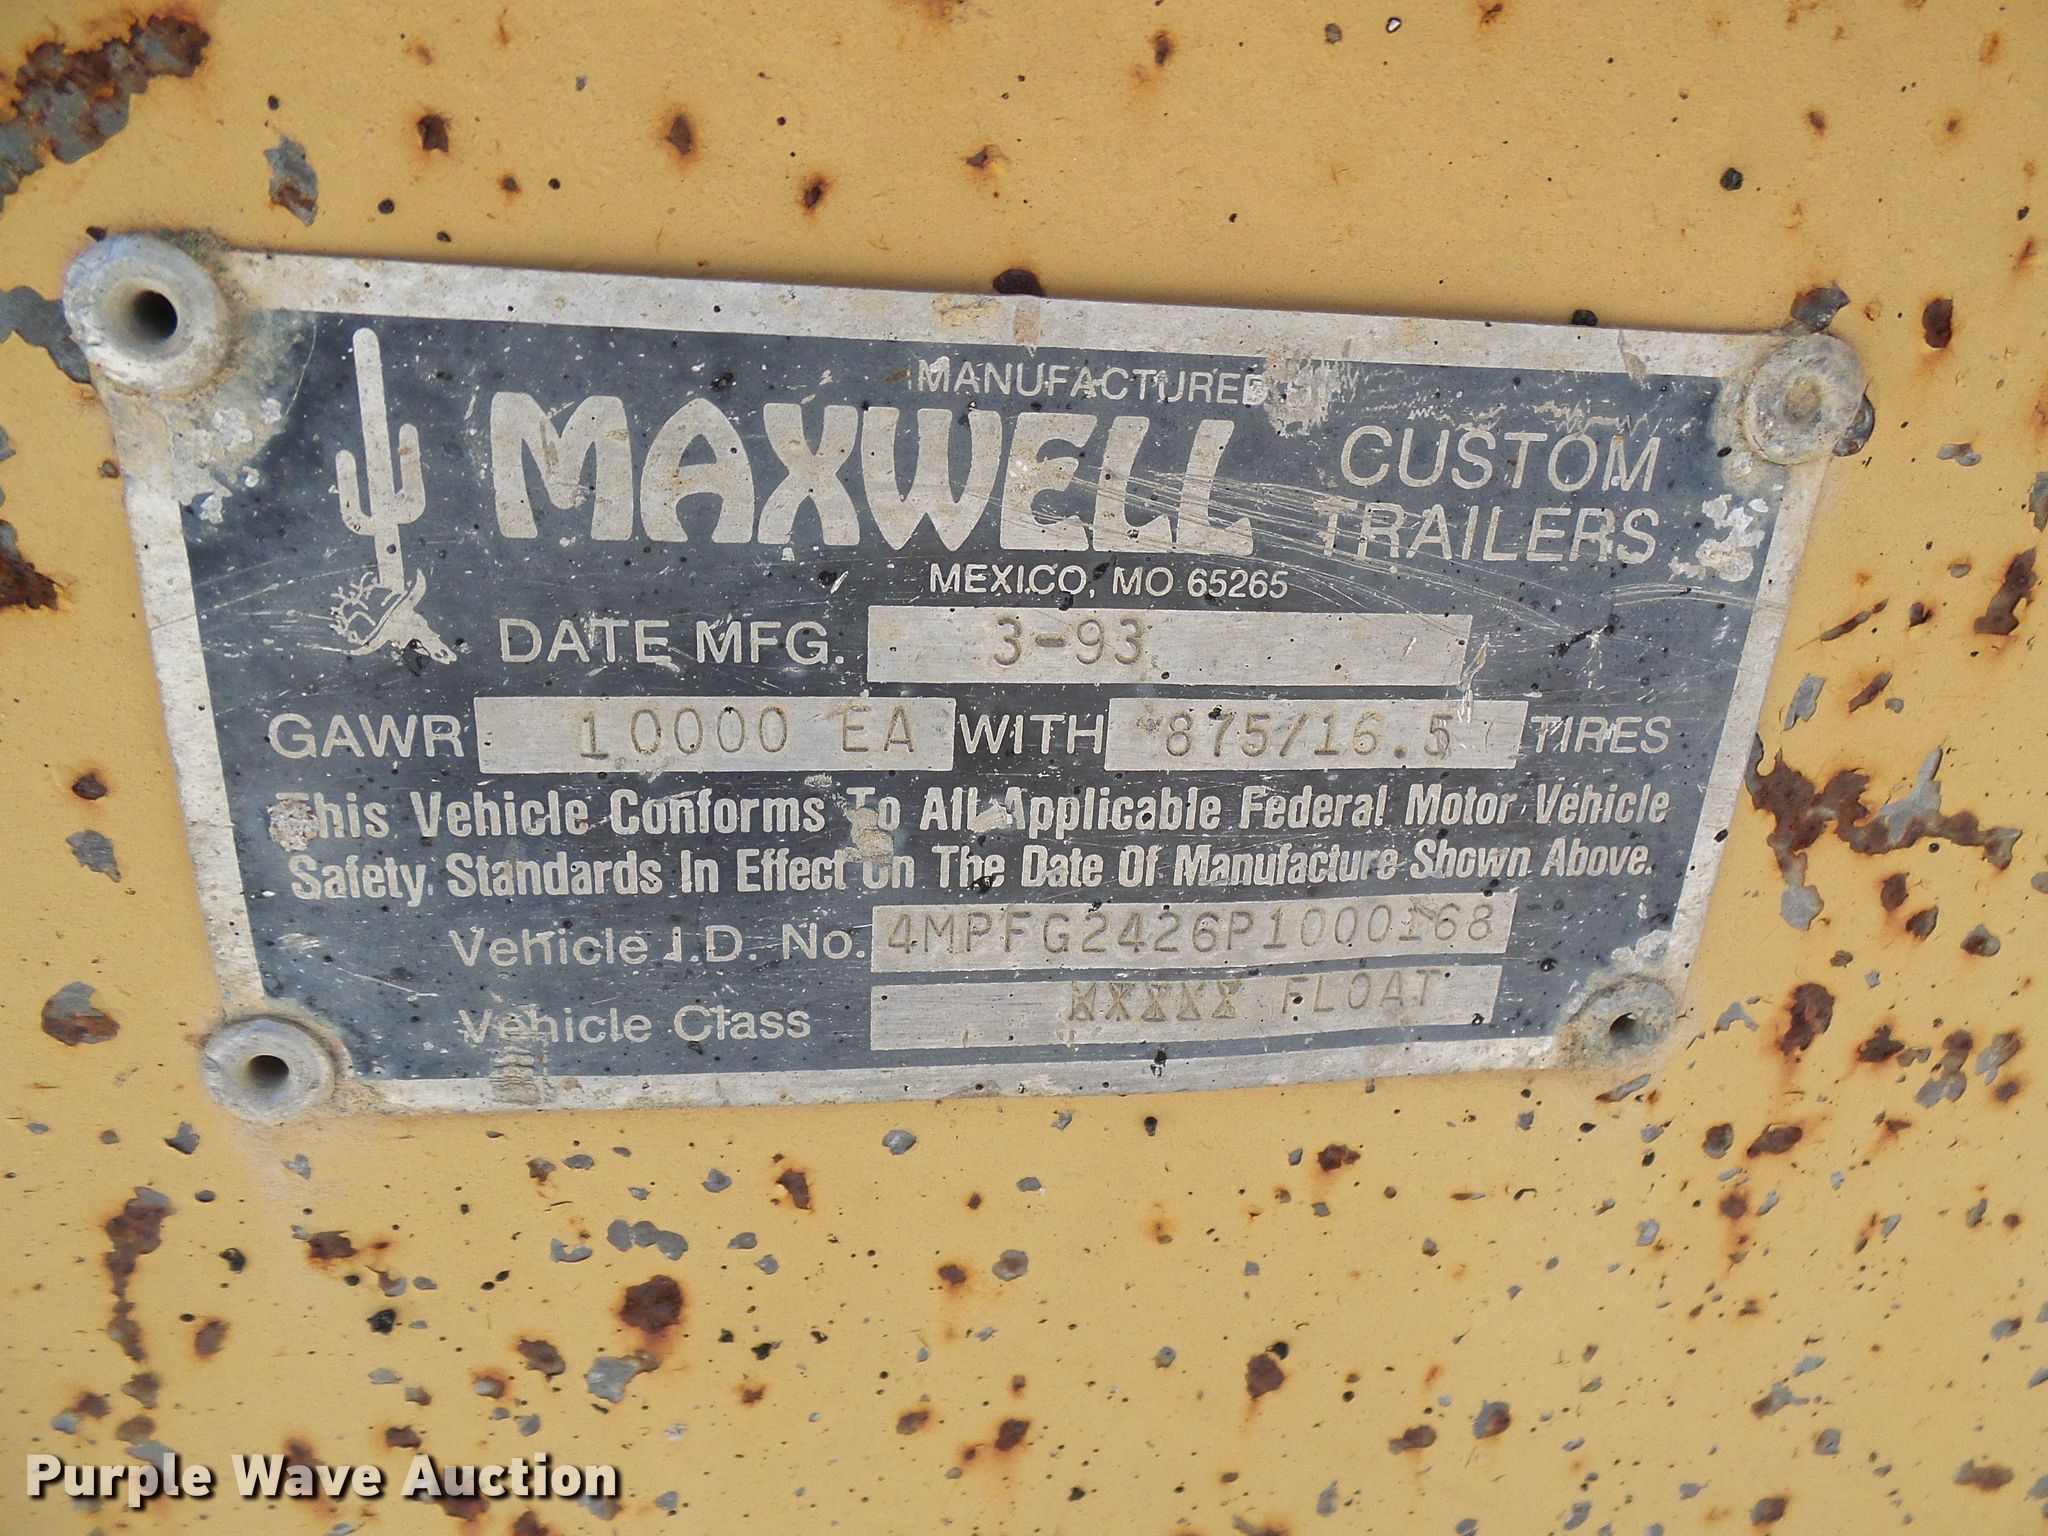 MANUFACTURED
MAXWELL CUSTOM TRAILERS
MEXICO, MO 65265
DATE MFG. 3-93
GAWR 10000 EA WITH 875/16.5 TIRES
This Vehicle Conforms To All Applicable Federal Motor Vehicle
Safety Standards In Effect On The Date Of Manufacture Shown Above.
Vehicle I.D. No. 4MPFG2426P1000168
Vehicle Class FLOAT
Purple Wave Auction